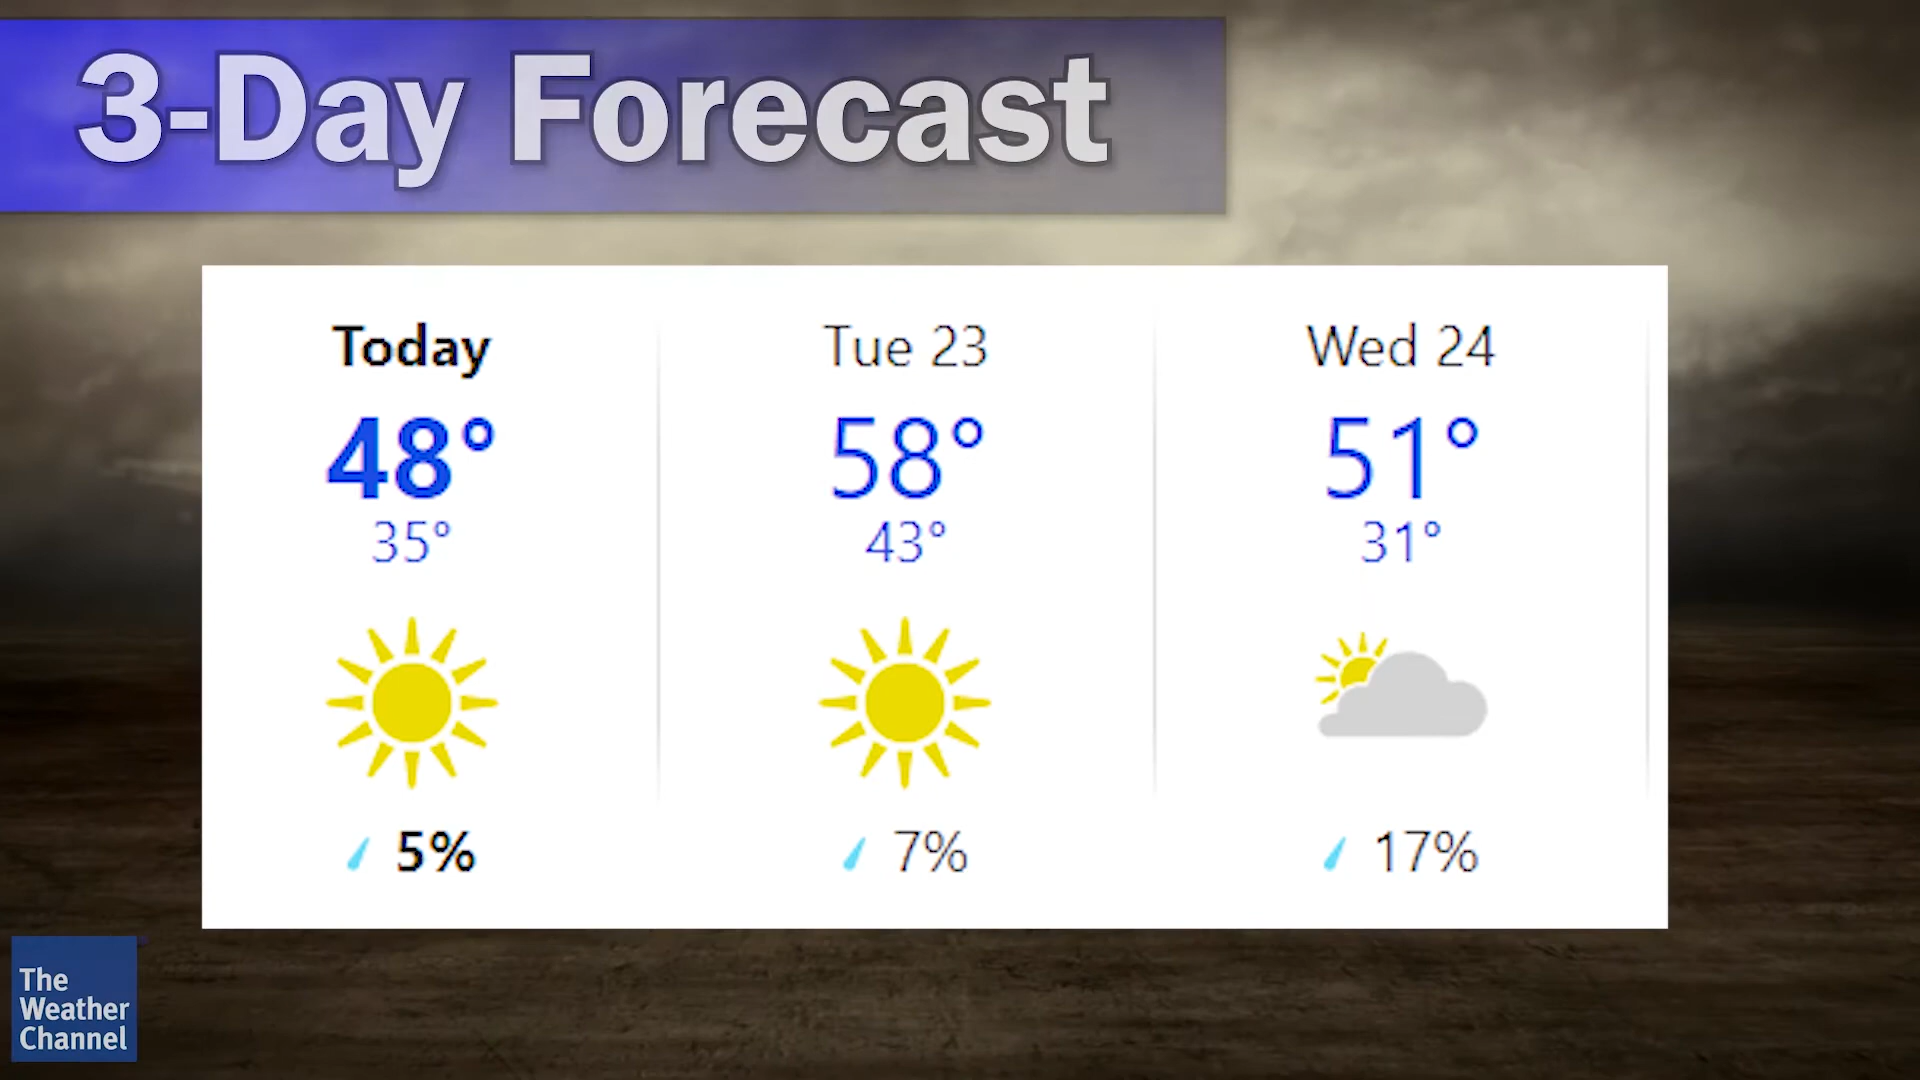 3-Day Forecast
Today
48°
35°
5%
Tue 23
58°
43°
7%
Wed 24
51°
31°
17%
The
Weather
Channel